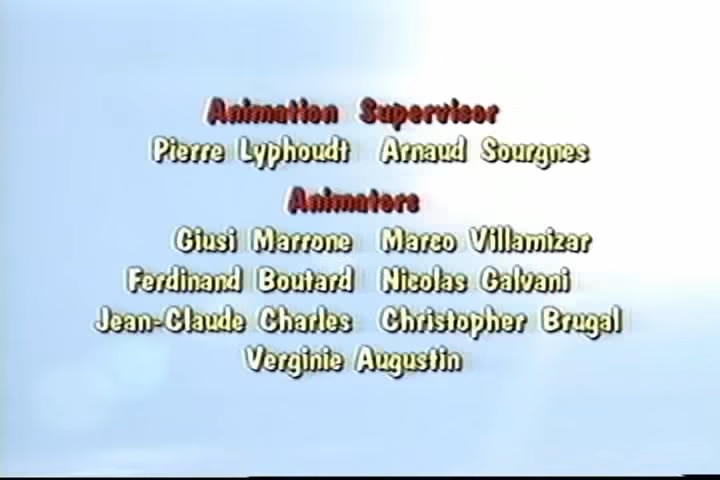 Animation Supervisor
Pierre Lyphoudt Arnaud Sourgnes
Animators
Giusi Marrone Marco Villamizar
Ferdinand Boutard Nicolas Galvani
Jean-Claude Charles Christopher Brugal
Verginie Augustin